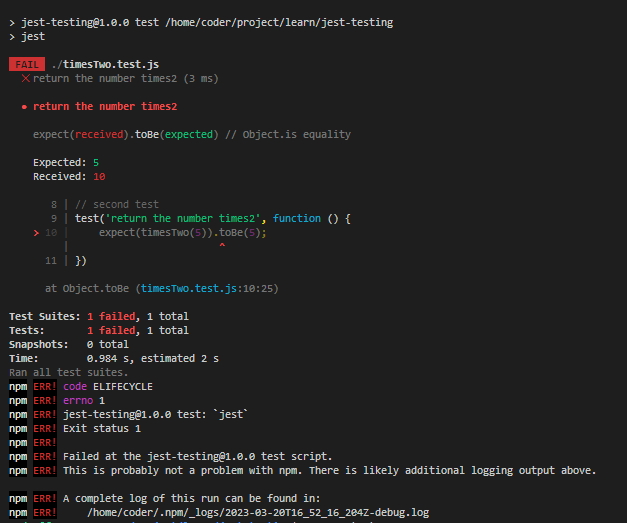 > jest-testing@1.0.0 test /home/coder/project/learn/jest-testing
> jest
FAIL ./timesTwo.test.js
✕ return the number times2 (3 ms)
● return the number times2
expect(received).toBe(expected) // Object.is equality
Expected: 5
Received: 10
8 | // second test
9 | test('return the number times2', function () {
> 10 | expect(timesTwo(5)).toBe(5);
| ^
11 | })
at Object.toBe (timesTwo.test.js:10:25)
Test Suites: 1 failed, 1 total
Tests: 1 failed, 1 total
Snapshots: 0 total
Time: 0.984 s, estimated 2 s
Ran all test suites.
npm ERR! code ELIFECYCLE
npm ERR! errno 1
npm ERR! jest-testing@1.0.0 test: `jest`
npm ERR! Exit status 1
npm ERR!
npm ERR! Failed at the jest-testing@1.0.0 test script.
npm ERR! This is probably not a problem with npm. There is likely additional logging output above.
npm ERR! A complete log of this run can be found in:
npm ERR! /home/coder/.npm/_logs/2023-03-20T16_52_16_204Z-debug.log